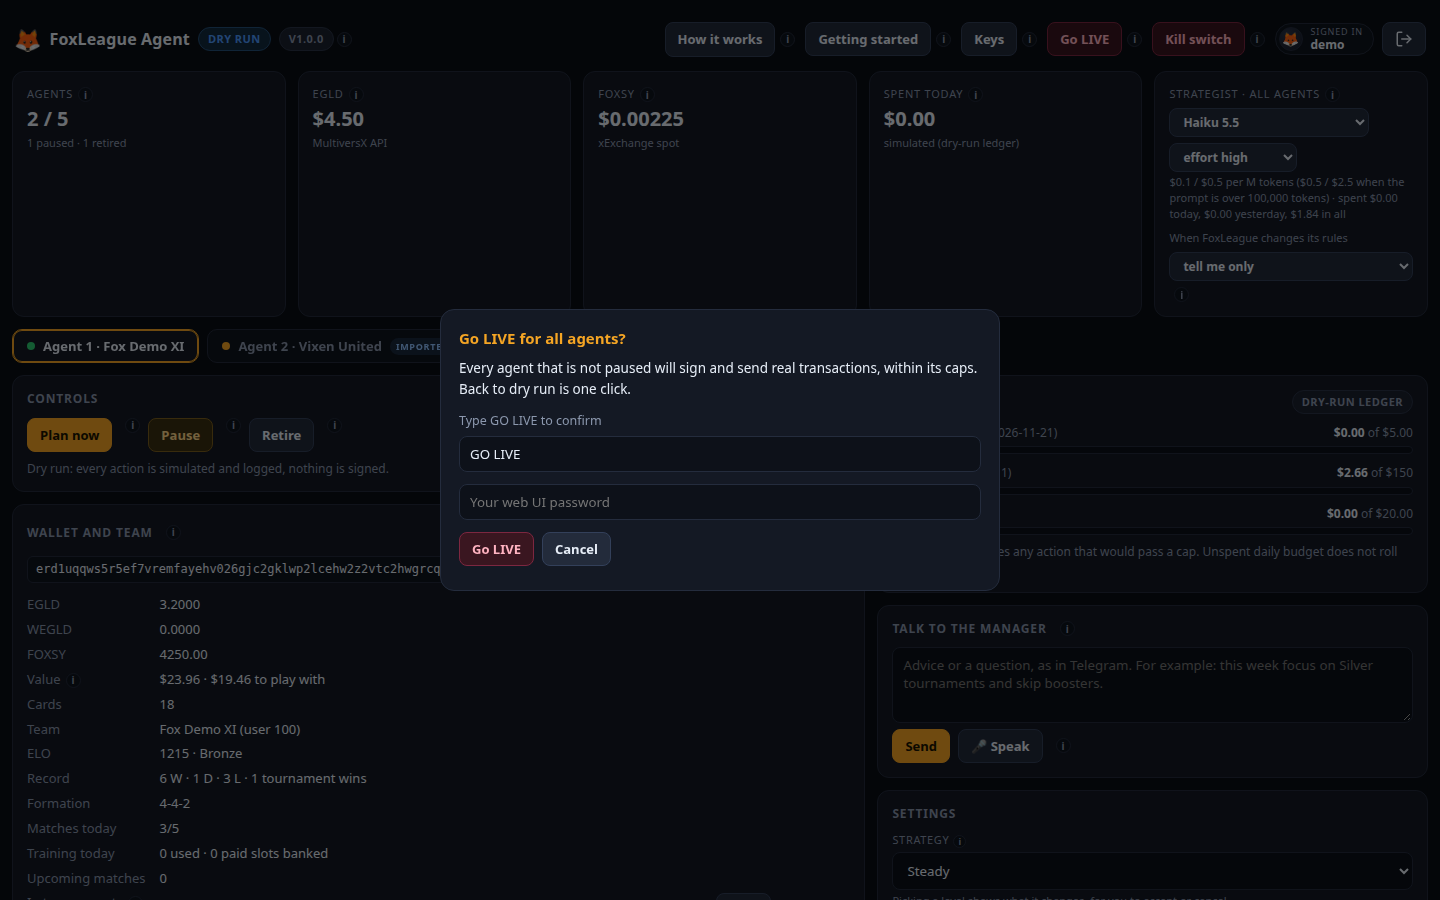 FoxLeague Agent DRY RUN V1.0.0 i
How it works i Getting started i Keys i Go LIVE i Kill switch i SIGNED IN demo
AGENTS i
2 / 5
1 paused · 1 retired
EGLD i
$4.50
MultiversX API
FOXSY i
$0.00225
xExchange spot
SPENT TODAY i
$0.00
simulated (dry-run ledger)
STRATEGIST · ALL AGENTS i
Haiku 5.5
effort high
$0.1 / $0.5 per M tokens ($0.5 / $2.5 when the
prompt is over 100,000 tokens) · spent $0.00
today, $0.00 yesterday, $1.84 in all
When FoxLeague changes its rules
tell me only
i
Agent 1 · Fox Demo XI
Agent 2 · Vixen United IMPORTE
Go LIVE for all agents?
Every agent that is not paused will sign and send real transactions, within its caps.
Back to dry run is one click.
Type GO LIVE to confirm
GO LIVE
Your web UI password
Go LIVE Cancel
CONTROLS
Plan now i Pause i Retire i
Dry run: every action is simulated and logged, nothing is signed.
WALLET AND TEAM i
erd1uqqws5r5ef7vremfayehv026gjc2gklwp2lcehw2z2vtc2hwgrcq
EGLD 3.2000
WEGLD 0.0000
FOXSY 4250.00
Value i $23.96 · $19.46 to play with
Cards 18
Team Fox Demo XI (user 100)
ELO 1215 · Bronze
Record 6 W · 1 D · 3 L · 1 tournament wins
Formation 4-4-2
Matches today 3/5
Training today 0 used · 0 paid slots banked
Upcoming matches 0
DRY-RUN LEDGER
026-11-21) $0.00 of $5.00
1) $2.66 of $150
$0.00 of $20.00
es any action that would pass a cap. Unspent daily budget does not roll
TALK TO THE MANAGER i
Advice or a question, as in Telegram. For example: this week focus on Silver
tournaments and skip boosters.
Send Speak i
SETTINGS
STRATEGY i
Steady